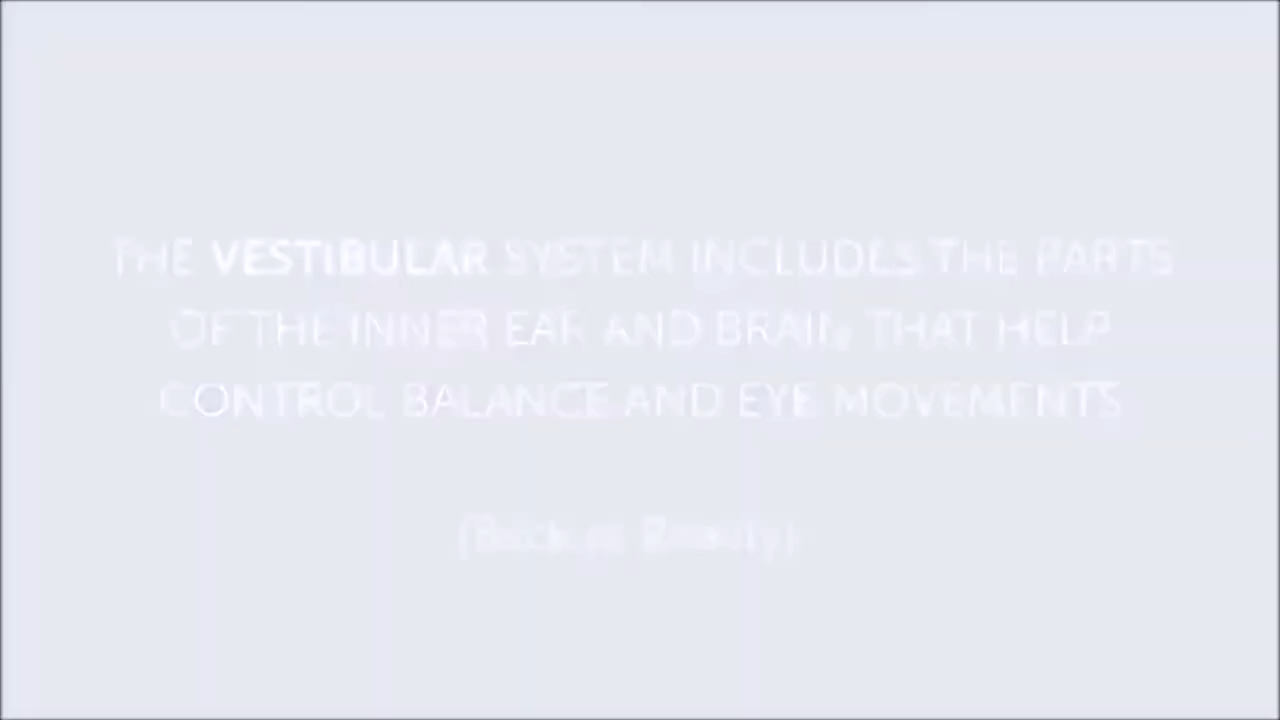 THE VESTIBULAR SYSTEM INCLUDES THE PARTS
OF THE INNER EAR AND BRAIN THAT HELP
CONTROL BALANCE AND EYE MOVEMENTS